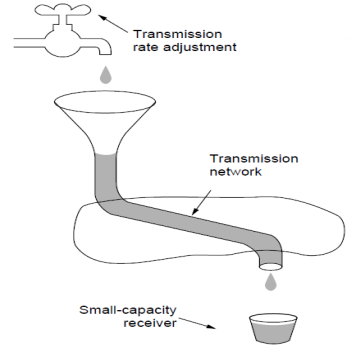 Transmission
rate adjustment
Transmission
network
Small-capacity
receiver